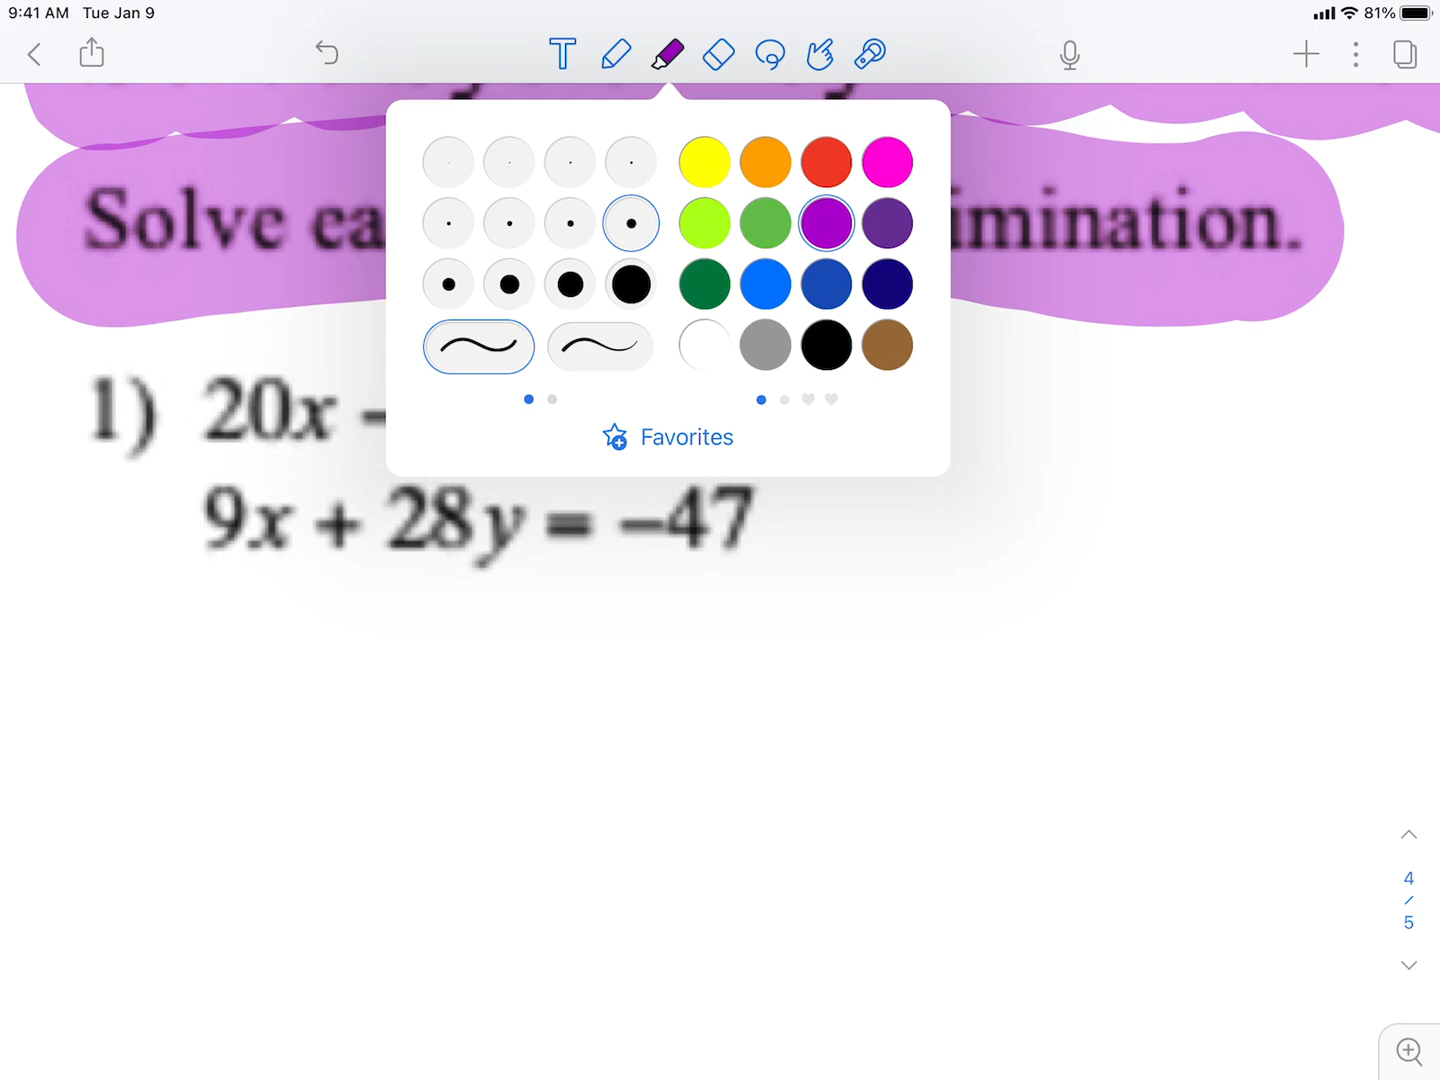 9:41 AM Tue Jan 9
81%
T
Solve ea imination.
1) 20x −
9x + 28y = −47
Favorites
4
/
5